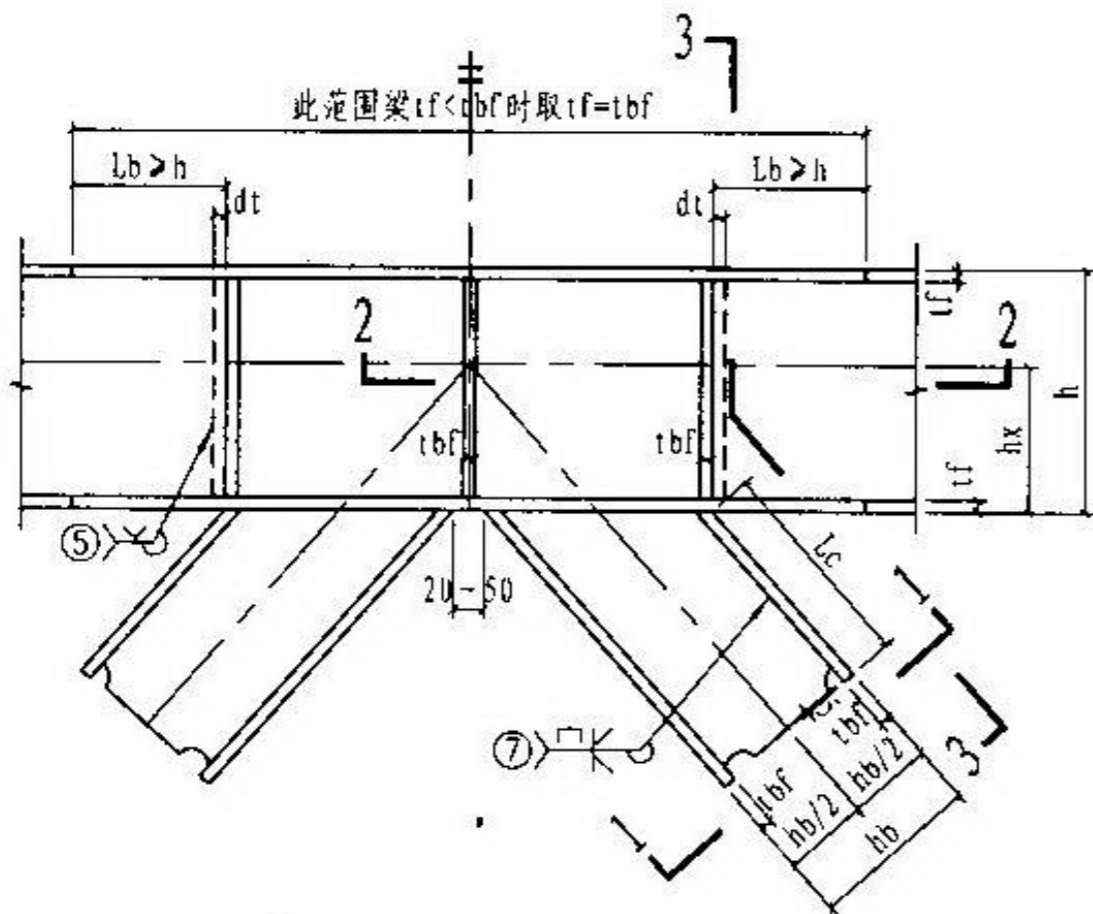 3
此范围梁tf<tbf时取tf=tbf
Lb≥h
Lb≥h
dt
dt
tf
2
2
h
hx
tbf
tbf
tf
⑤
Lc
20-50
1
⑦
tbf
tbf
hb/2
hb/2
3
hb
1